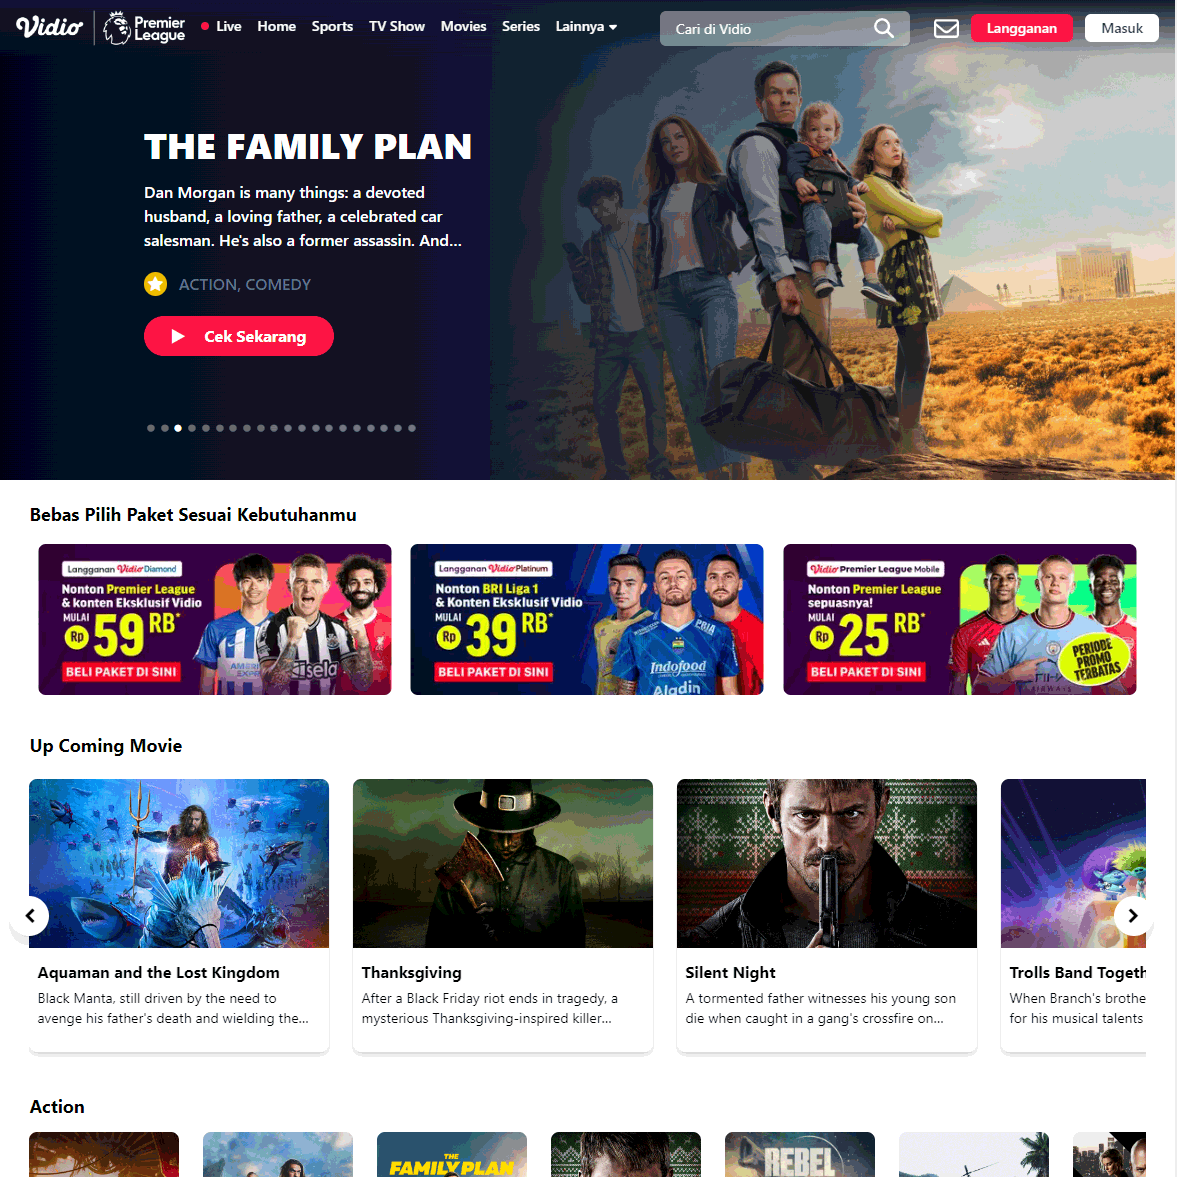 Vidio
Premier League
Live
Home
Sports
TV Show
Movies
Series
Lainnya
Cari di Vidio
Langganan
Masuk
THE FAMILY PLAN
Dan Morgan is many things: a devoted
husband, a loving father, a celebrated car
salesman. He's also a former assassin. And...
ACTION, COMEDY
Cek Sekarang
Bebas Pilih Paket Sesuai Kebutuhanmu
Langganan Vidio Diamond
Nonton Premier League
& konten Eksklusif Vidio
MULAI
Rp 59 RB*
BELI PAKET DI SINI
Langganan Vidio Platinum
Nonton BRI Liga 1
& Konten Eksklusif Vidio
MULAI
Rp 39 RB*
BELI PAKET DI SINI
Indofood
Aladin
PRIA
Vidio Premier League Mobile
Nonton Premier League
sepuasnya!
MULAI
Rp 25 RB*
BELI PAKET DI SINI
PERIODE
PROMO
TERBATAS
Up Coming Movie
Aquaman and the Lost Kingdom
Black Manta, still driven by the need to
avenge his father's death and wielding the...
Thanksgiving
After a Black Friday riot ends in tragedy, a
mysterious Thanksgiving-inspired killer...
Silent Night
A tormented father witnesses his young son
die when caught in a gang's crossfire on...
Trolls Band Togeth
When Branch's brothe
for his musical talents
Action
THE
FAMILY PLAN
REBEL